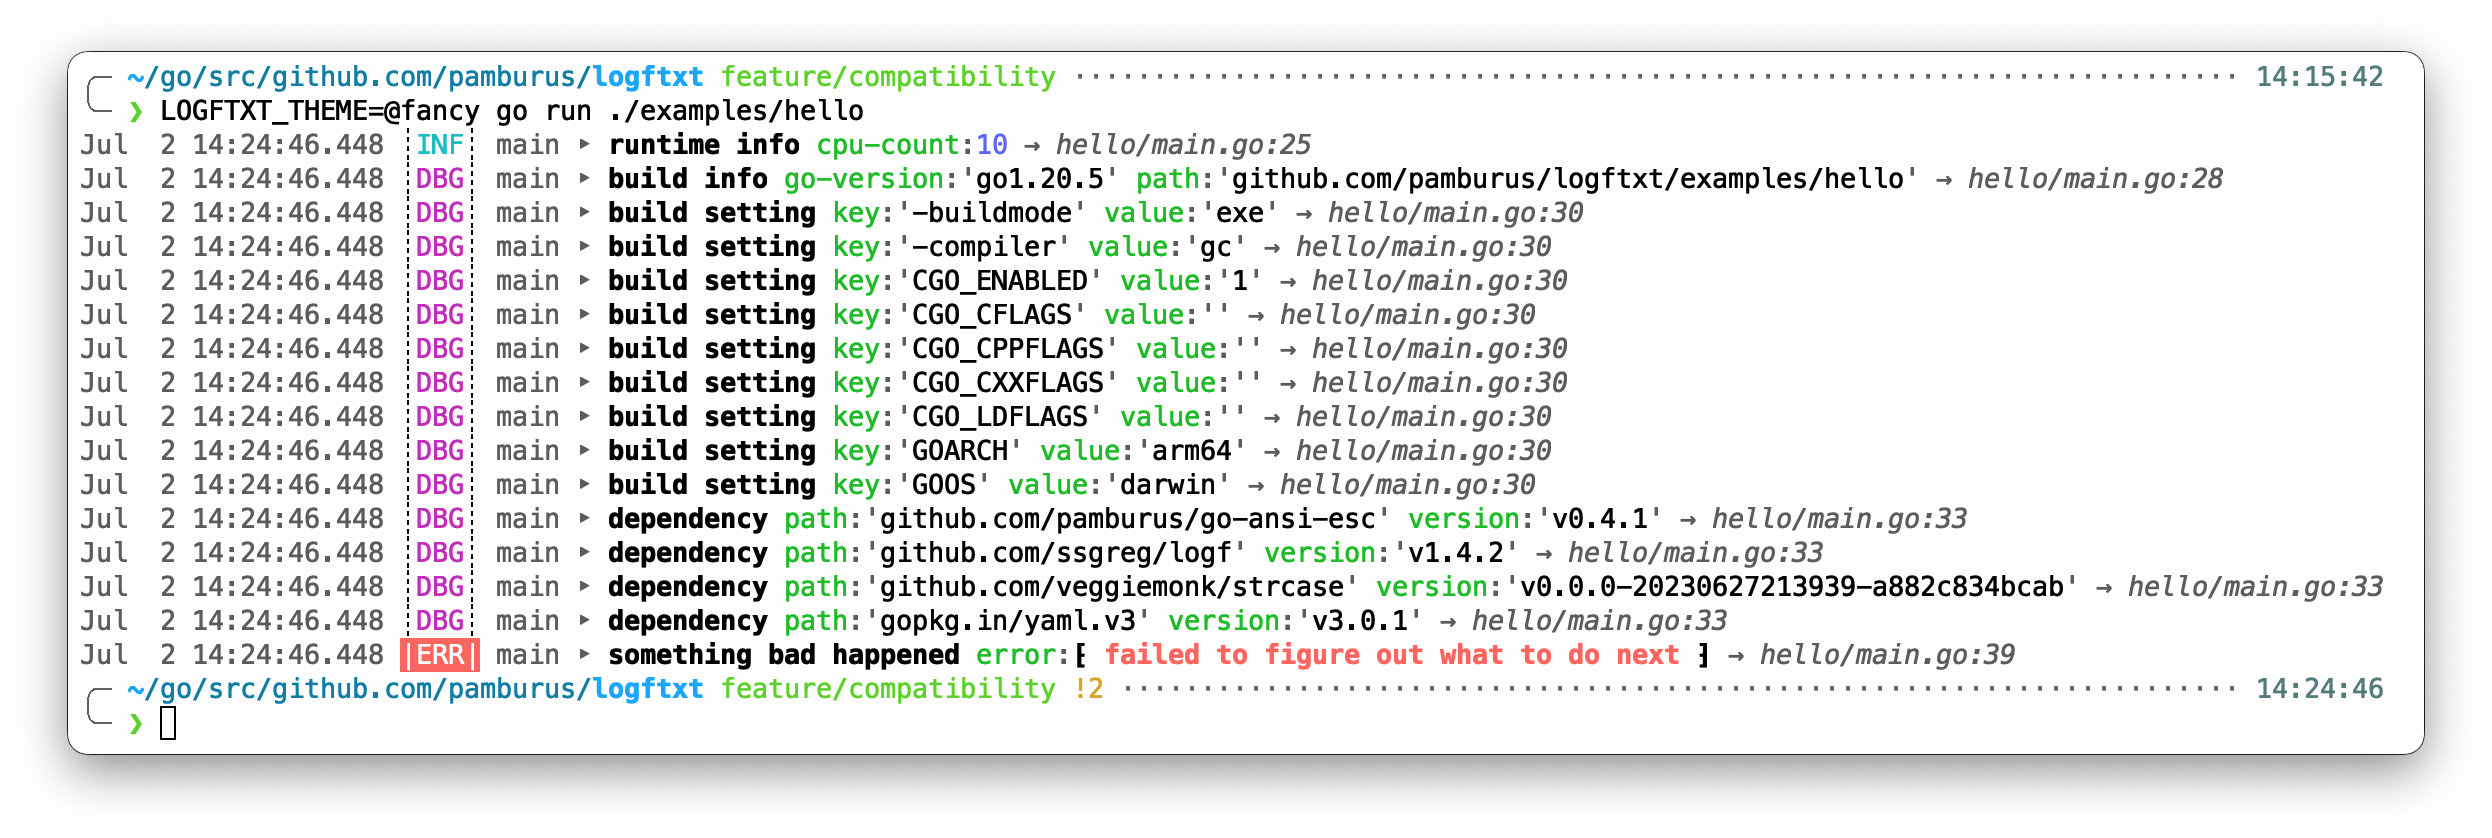 ~/go/src/github.com/pamburus/logftxt feature/compatibility ········································································· 14:15:42
❯ LOGFTXT_THEME=@fancy go run ./examples/hello
Jul  2 14:24:46.448 |INF| main ‣ runtime info cpu-count:10 → hello/main.go:25
Jul  2 14:24:46.448 |DBG| main ‣ build info go-version:'go1.20.5' path:'github.com/pamburus/logftxt/examples/hello' → hello/main.go:28
Jul  2 14:24:46.448 |DBG| main ‣ build setting key:'-buildmode' value:'exe' → hello/main.go:30
Jul  2 14:24:46.448 |DBG| main ‣ build setting key:'-compiler' value:'gc' → hello/main.go:30
Jul  2 14:24:46.448 |DBG| main ‣ build setting key:'CGO_ENABLED' value:'1' → hello/main.go:30
Jul  2 14:24:46.448 |DBG| main ‣ build setting key:'CGO_CFLAGS' value:'' → hello/main.go:30
Jul  2 14:24:46.448 |DBG| main ‣ build setting key:'CGO_CPPFLAGS' value:'' → hello/main.go:30
Jul  2 14:24:46.448 |DBG| main ‣ build setting key:'CGO_CXXFLAGS' value:'' → hello/main.go:30
Jul  2 14:24:46.448 |DBG| main ‣ build setting key:'CGO_LDFLAGS' value:'' → hello/main.go:30
Jul  2 14:24:46.448 |DBG| main ‣ build setting key:'GOARCH' value:'arm64' → hello/main.go:30
Jul  2 14:24:46.448 |DBG| main ‣ build setting key:'GOOS' value:'darwin' → hello/main.go:30
Jul  2 14:24:46.448 |DBG| main ‣ dependency path:'github.com/pamburus/go-ansi-esc' version:'v0.4.1' → hello/main.go:33
Jul  2 14:24:46.448 |DBG| main ‣ dependency path:'github.com/ssgreg/logf' version:'v1.4.2' → hello/main.go:33
Jul  2 14:24:46.448 |DBG| main ‣ dependency path:'github.com/veggiemonk/strcase' version:'v0.0.0-20230627213939-a882c834bcab' → hello/main.go:33
Jul  2 14:24:46.448 |DBG| main ‣ dependency path:'gopkg.in/yaml.v3' version:'v3.0.1' → hello/main.go:33
Jul  2 14:24:46.448 |ERR| main ‣ something bad happened error:[ failed to figure out what to do next ] → hello/main.go:39
~/go/src/github.com/pamburus/logftxt feature/compatibility !2 ······································································ 14:24:46
❯